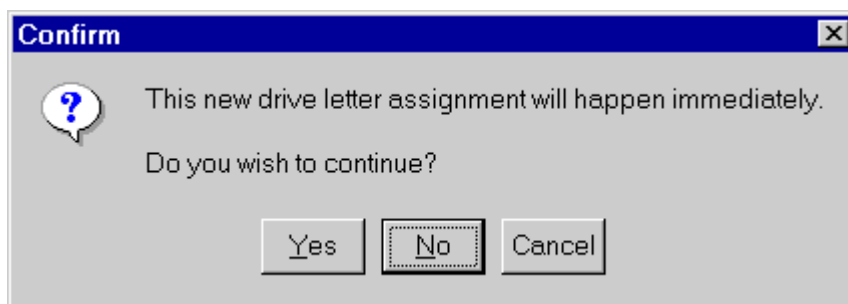 Confirm
This new drive letter assignment will happen immediately.
Do you wish to continue?
Yes No Cancel